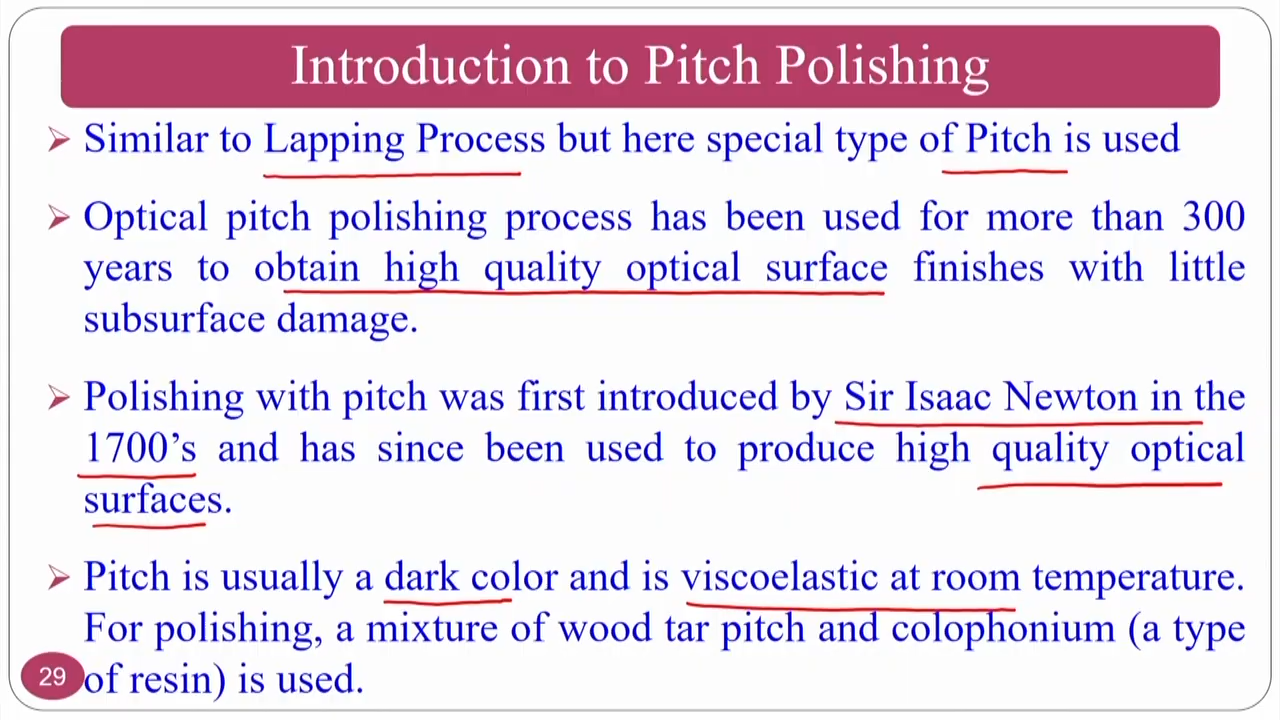 Introduction to Pitch Polishing
Similar to Lapping Process but here special type of Pitch is used
Optical pitch polishing process has been used for more than 300
years to obtain high quality optical surface finishes with little
subsurface damage.
Polishing with pitch was first introduced by Sir Isaac Newton in the
1700’s and has since been used to produce high quality optical
surfaces.
Pitch is usually a dark color and is viscoelastic at room temperature.
For polishing, a mixture of wood tar pitch and colophonium (a type
of resin) is used.
29